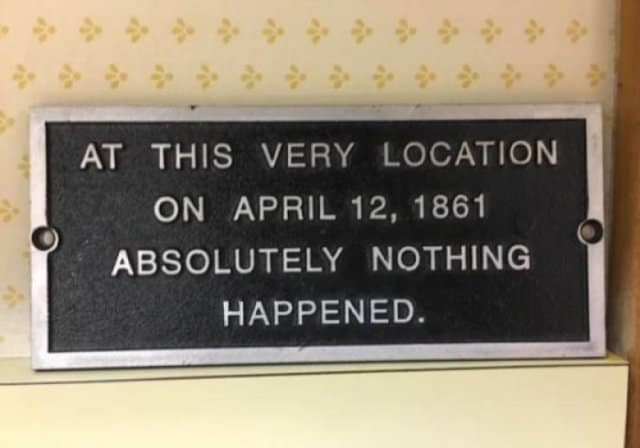 AT THIS VERY LOCATION
ON APRIL 12, 1861
ABSOLUTELY NOTHING
HAPPENED.